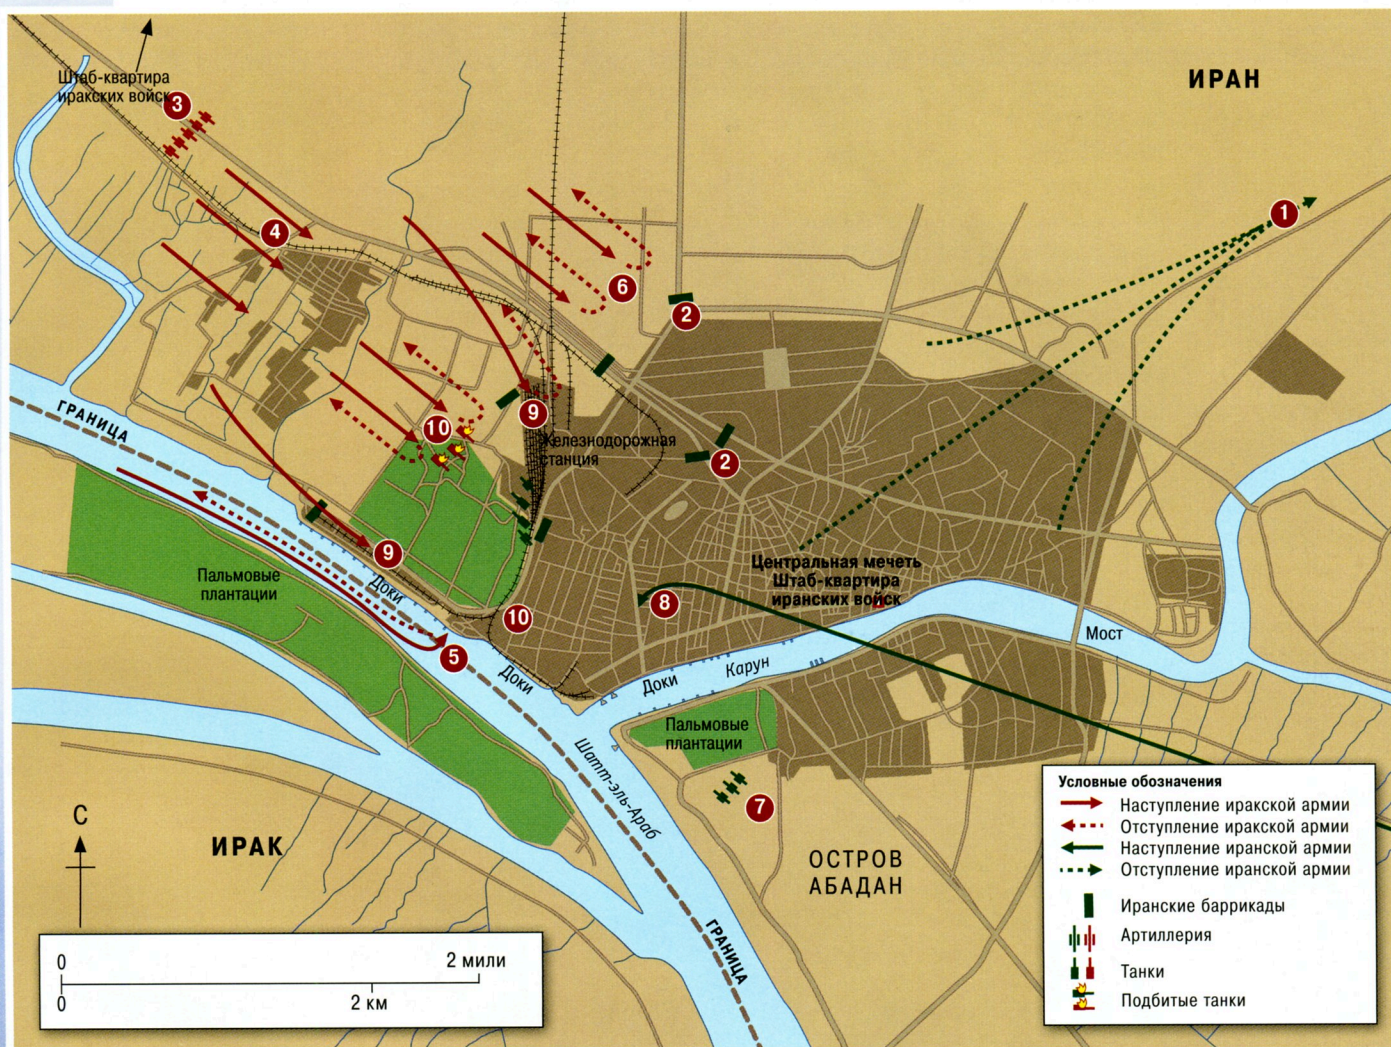 Штаб-квартира
иракских войск
3
ИРАН
1
4
6
2
ГРАНИЦА
10
9
Железнодорожная
станция
2
9
Доки
Пальмовые
плантации
Центральная мечеть
Штаб-квартира
иранских войск
8
10
5
Мост
Доки
Доки
Карун
Пальмовые
плантации
Шатт-эль-Араб
7
С
ИРАК
ОСТРОВ
АБАДАН
ГРАНИЦА
0
2 мили
0
2 км
Условные обозначения
Наступление иракской армии
Отступление иракской армии
Наступление иранской армии
Отступление иранской армии
Иранские баррикады
Артиллерия
Танки
Подбитые танки